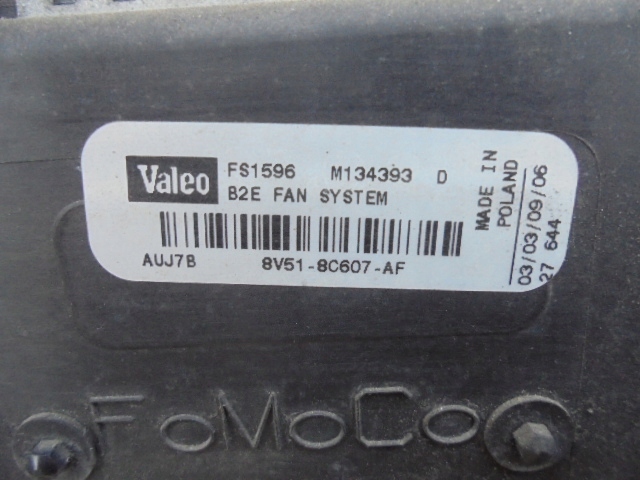 Valeo FS1596 M134393 D
B2E FAN SYSTEM
AUJ7B 8V51-8C607-AF
MADE IN
POLAND
03/03/09/06
27 644
FoMoCo